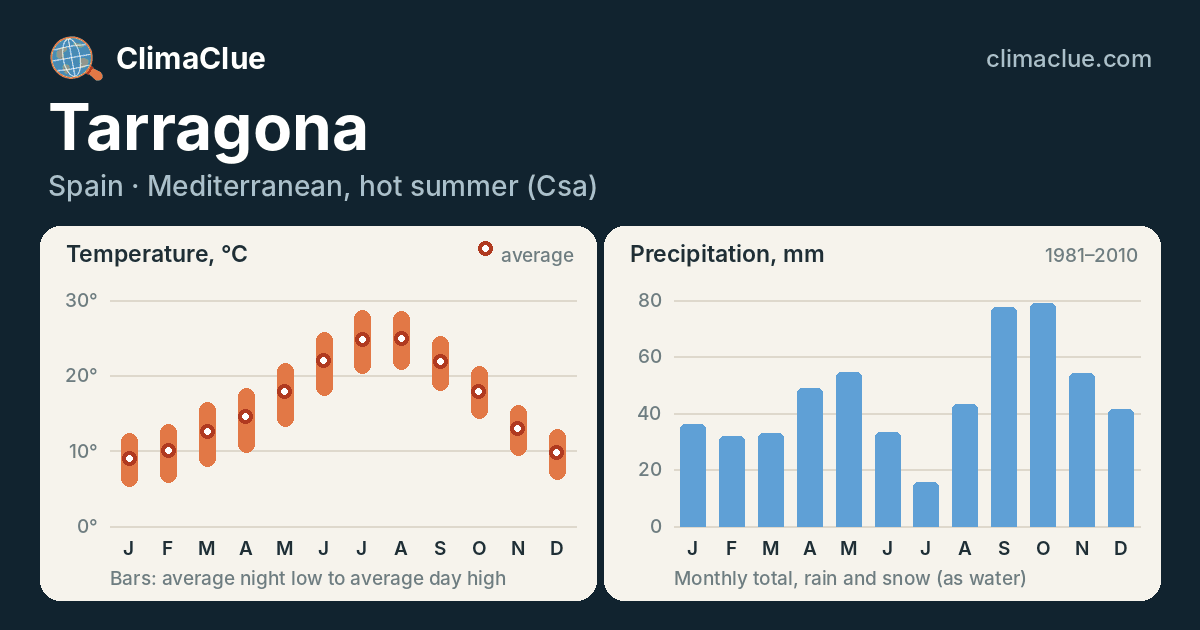 ClimaClue
climaclue.com
Tarragona
Spain · Mediterranean, hot summer (Csa)
Temperature, °C
average
30°
20°
10°
0°
J F M A M J J A S O N D
Bars: average night low to average day high
Precipitation, mm
1981–2010
80
60
40
20
0
J F M A M J J A S O N D
Monthly total, rain and snow (as water)